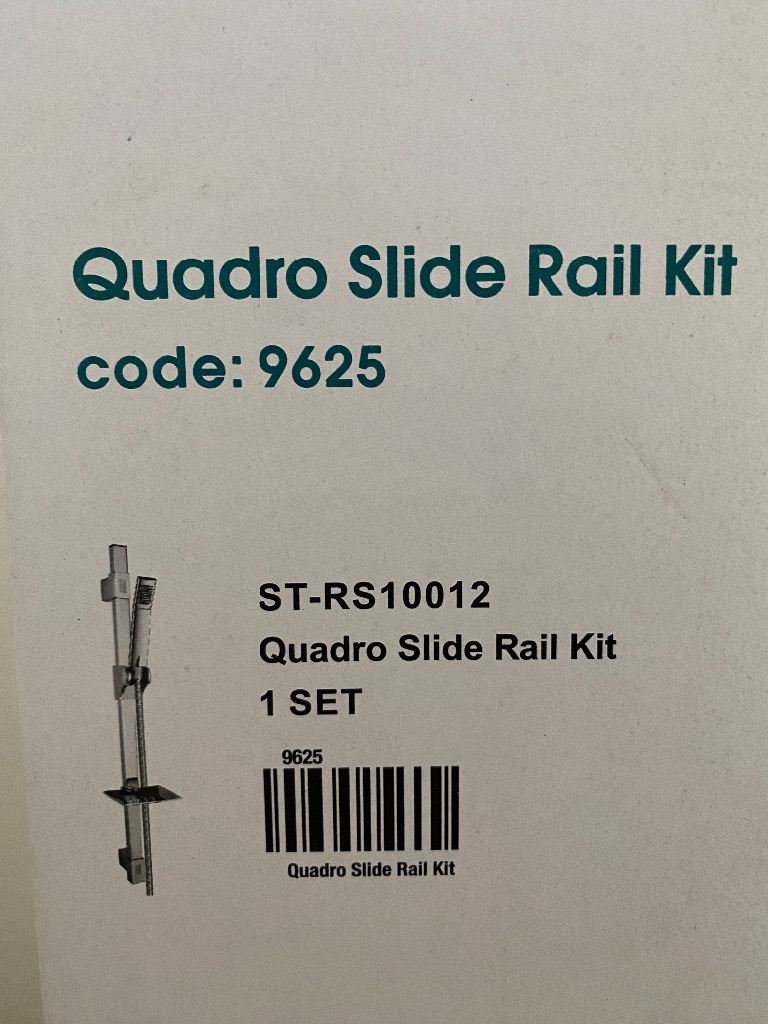 Quadro Slide Rail Kit
code: 9625
ST-RS10012
Quadro Slide Rail Kit
1 SET
9625
Quadro Slide Rail Kit